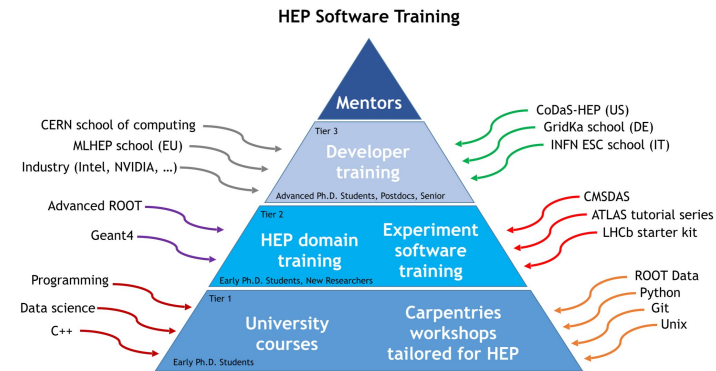 HEP Software Training
Mentors
CERN school of computing
MLHEP school (EU)
Industry (Intel, NVIDIA, …)
Tier 3
Developer
training
Advanced Ph.D. Students, Postdocs, Senior
CoDaS-HEP (US)
GridKa school (DE)
INFN ESC school (IT)
Advanced ROOT
Geant4
Tier 2
HEP domain
training
Experiment
software
training
Early Ph.D. Students, New Researchers
CMSDAS
ATLAS tutorial series
LHCb starter kit
Programming
Data science
C++
Tier 1
University
courses
Carpentries
workshops
tailored for HEP
Early Ph.D. Students
ROOT Data
Python
Git
Unix